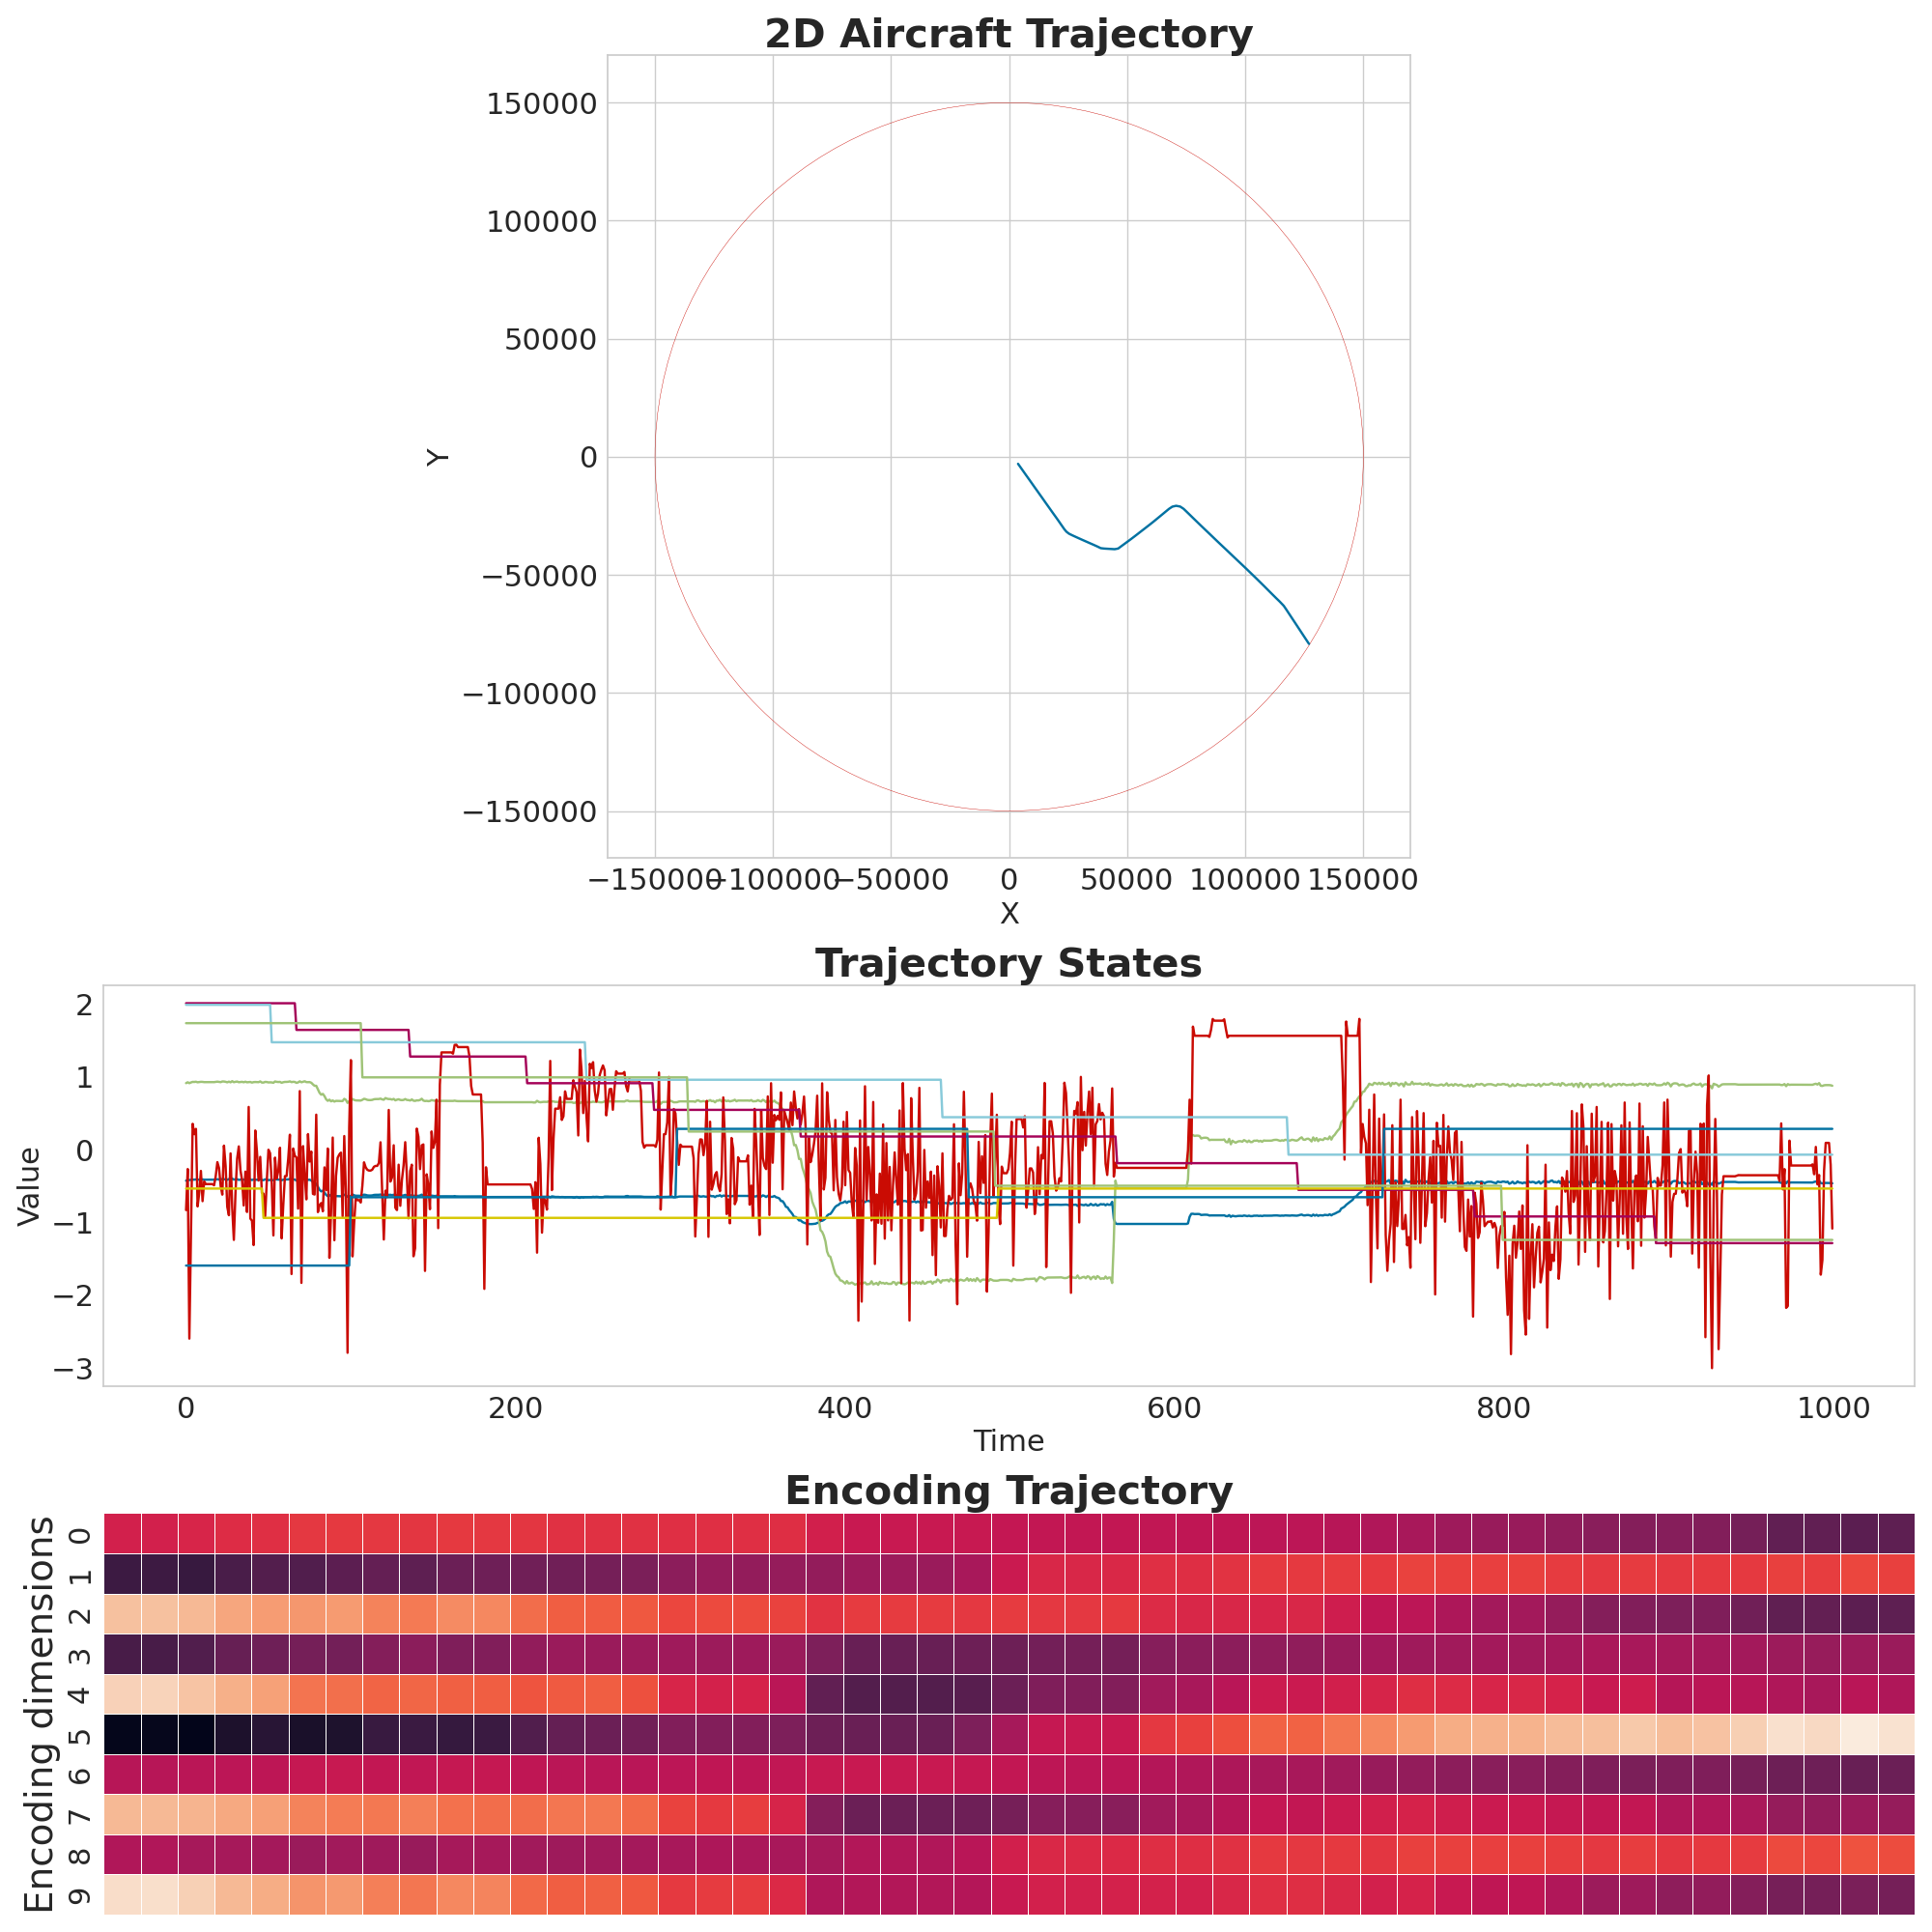 2D Aircraft Trajectory
150000
100000
50000
0
−50000
−100000
−150000
Y
−150000 −100000 −50000 0 50000 100000 150000
X
Trajectory States
2
1
0
−1
−2
−3
Value
0 200 400 600 800 1000
Time
Encoding Trajectory
Encoding dimensions
0
1
2
3
4
5
6
7
8
9